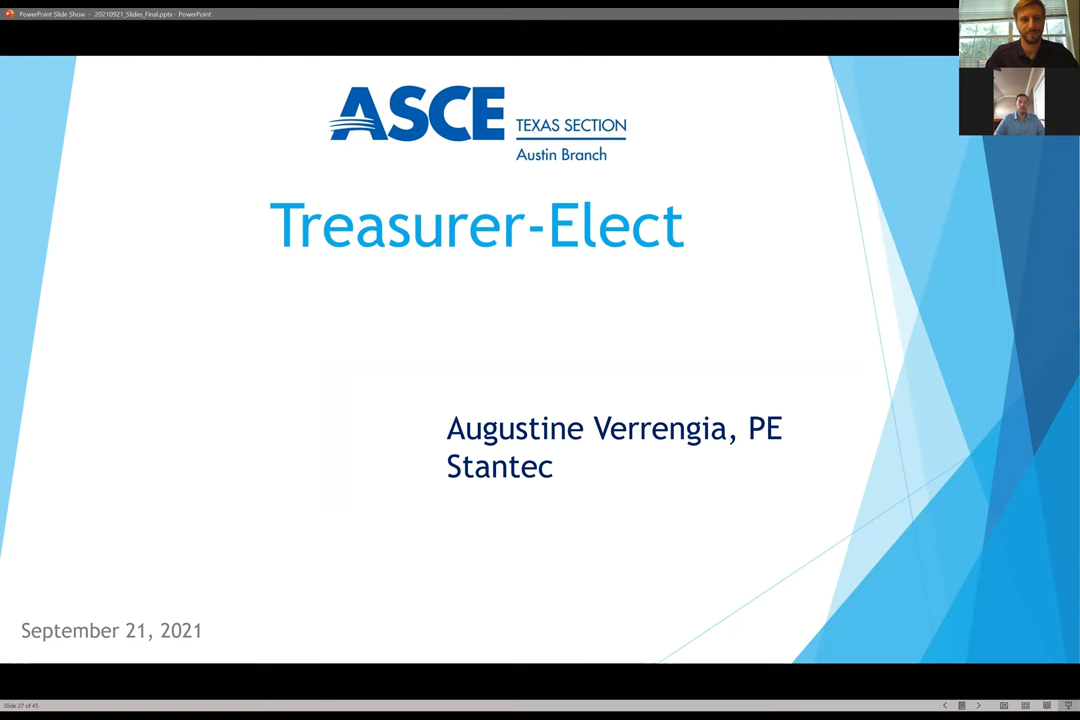 PowerPoint Slide Show - 20210921_Slides_Final.pptx - PowerPoint
ASCE
TEXAS SECTION
Austin Branch
Treasurer-Elect
Augustine Verrengia, PE
Stantec
September 21, 2021
Slide 27 of 45